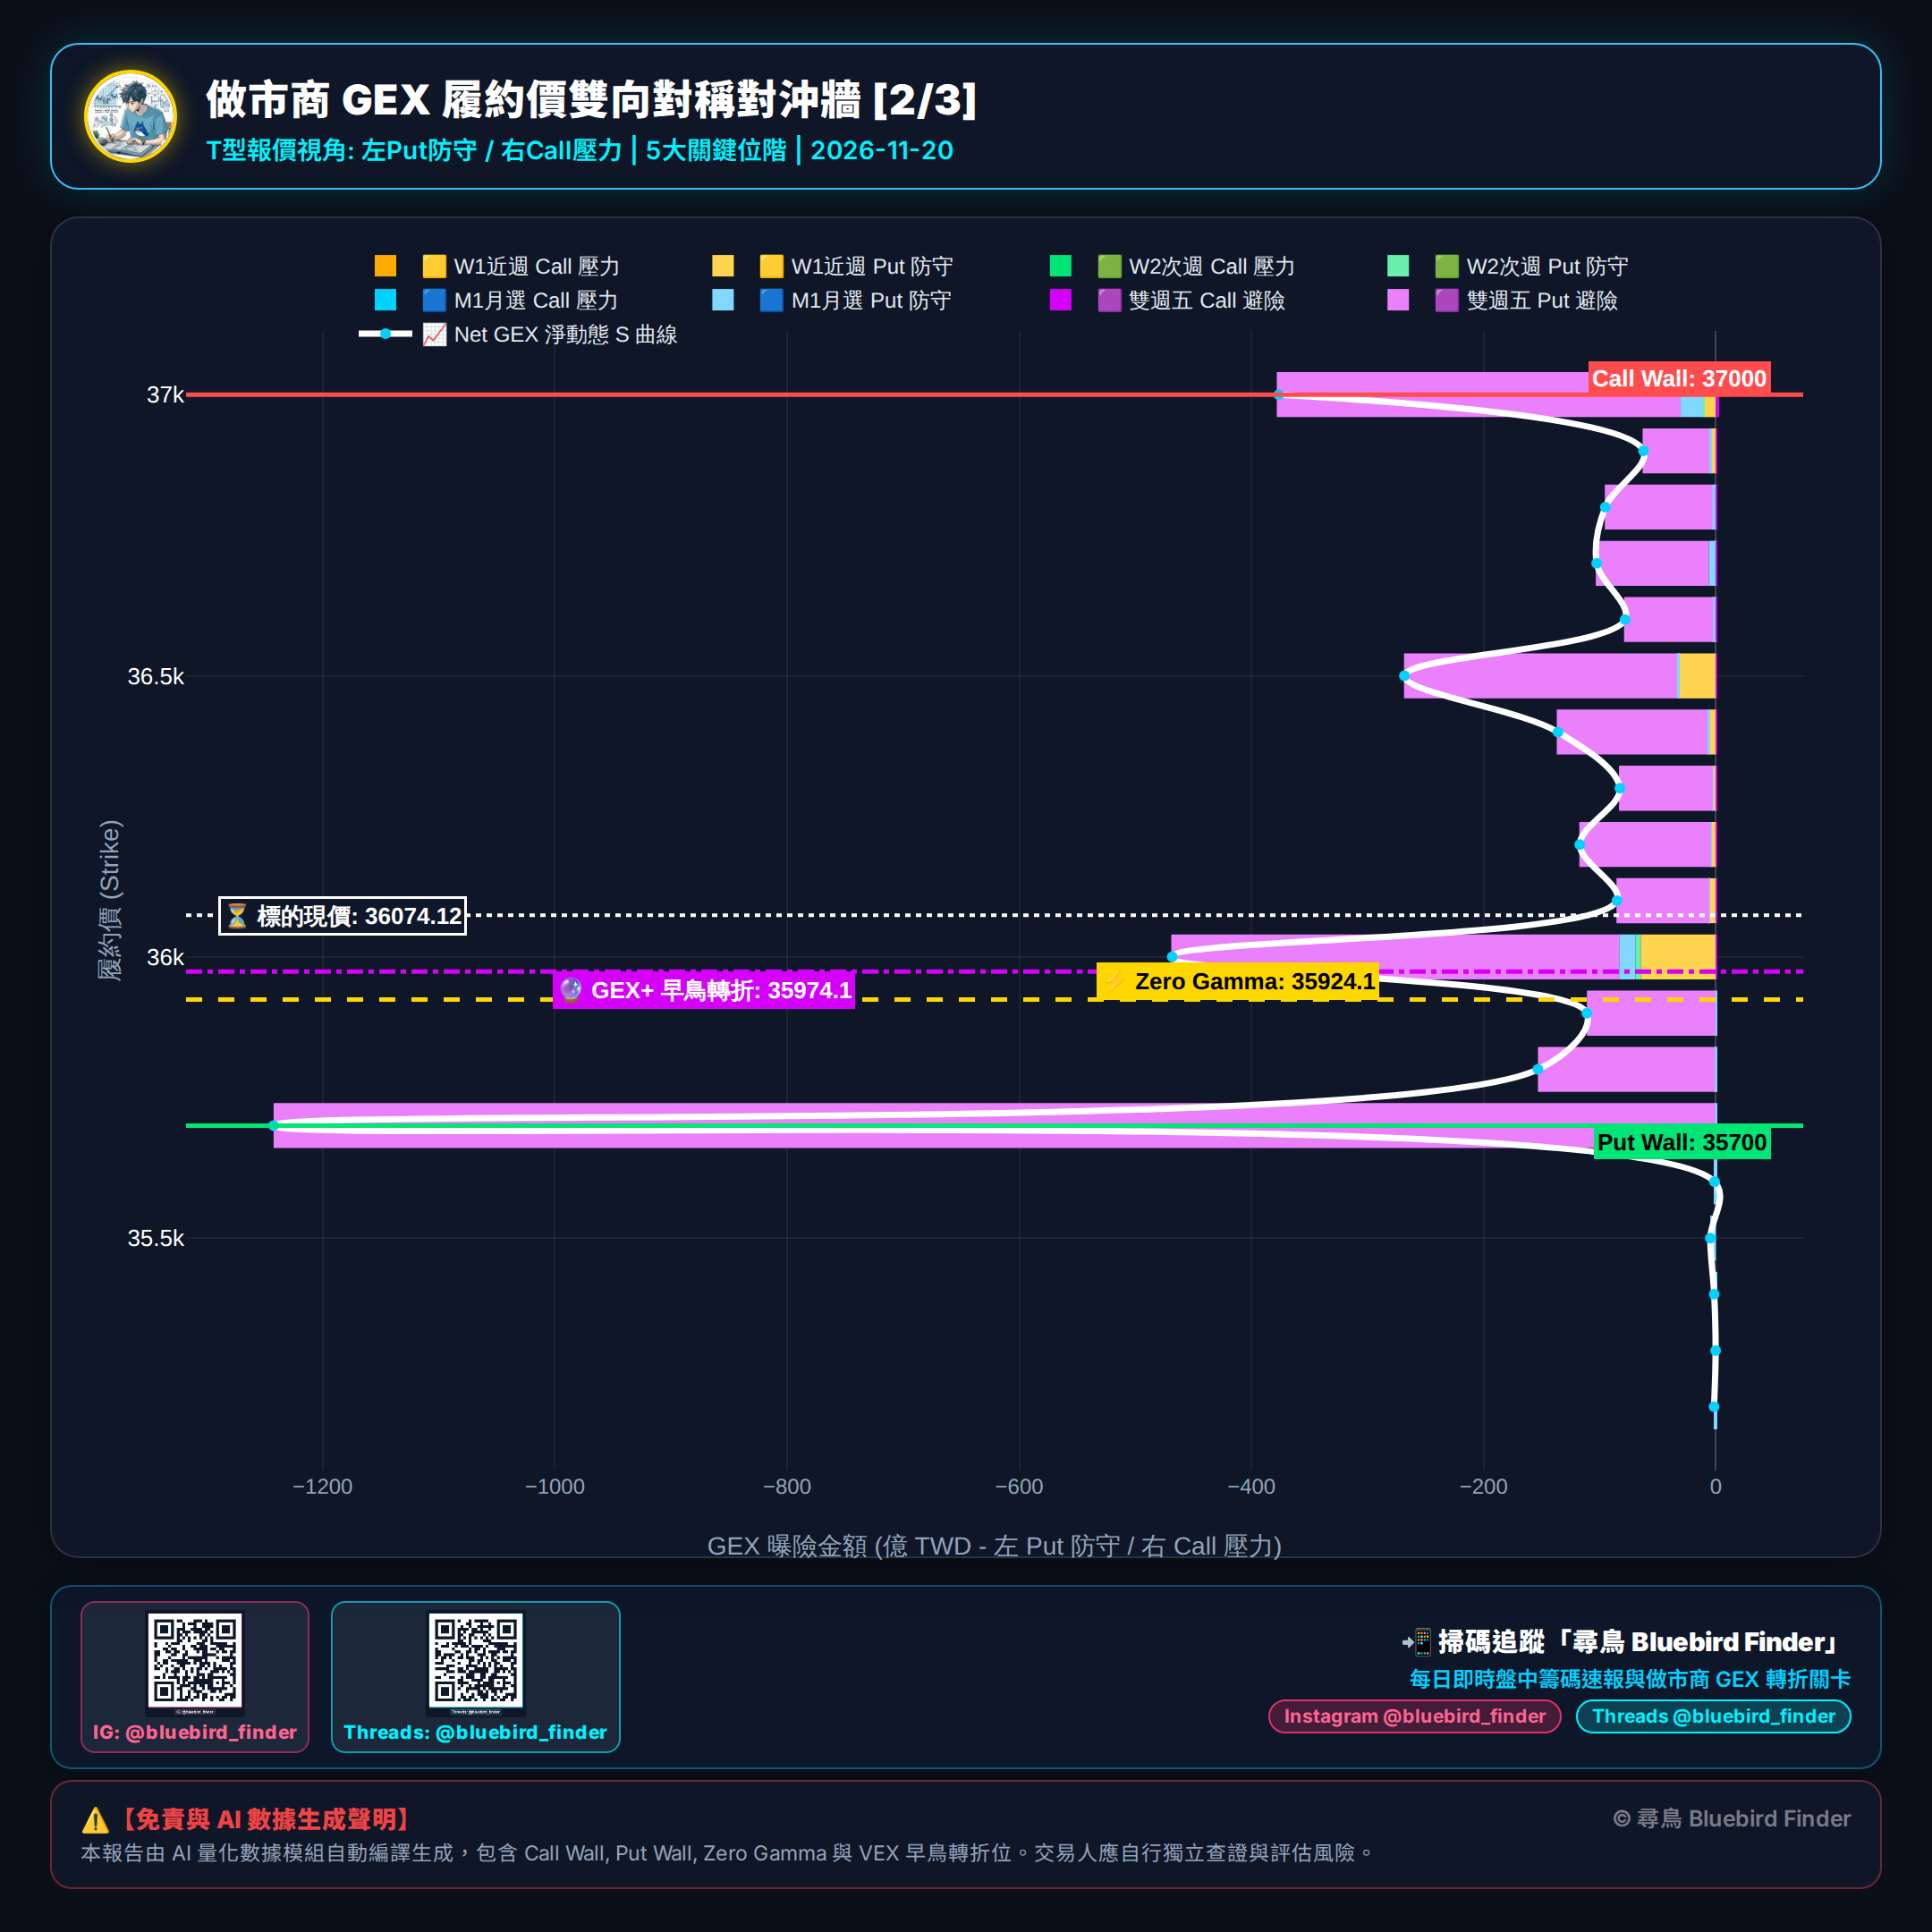 做市商 GEX 履約價雙向對稱對沖牆 [2/3]
T型報價視角: 左Put防守 / 右Call壓力 | 5大關鍵位階 | 2026-11-20
🟨 W1近週 Call 壓力
🟨 W1近週 Put 防守
🟩 W2次週 Call 壓力
🟩 W2次週 Put 防守
🟦 M1月選 Call 壓力
🟦 M1月選 Put 防守
🟪 雙週五 Call 避險
🟪 雙週五 Put 避險
📈 Net GEX 淨動態 S 曲線
Call Wall: 37000
37k
36.5k
履約價 (Strike)
⏳ 標的現價: 36074.12
36k
⚡ Zero Gamma: 35924.1
🔮 GEX+ 早鳥轉折: 35974.1
Put Wall: 35700
35.5k
−1200
−1000
−800
−600
−400
−200
0
GEX 曝險金額 (億 TWD - 左 Put 防守 / 右 Call 壓力)
IG: @bluebird_finder
Threads: @bluebird_finder
IG: @bluebird_finder
Threads: @bluebird_finder
📲 掃碼追蹤「尋鳥 Bluebird Finder」
每日即時盤中籌碼速報與做市商 GEX 轉折關卡
Instagram @bluebird_finder
Threads @bluebird_finder
⚠️【免責與 AI 數據生成聲明】
© 尋鳥 Bluebird Finder
本報告由 AI 量化數據模組自動編譯生成，包含 Call Wall, Put Wall, Zero Gamma 與 VEX 早鳥轉折位。交易人應自行獨立查證與評估風險。